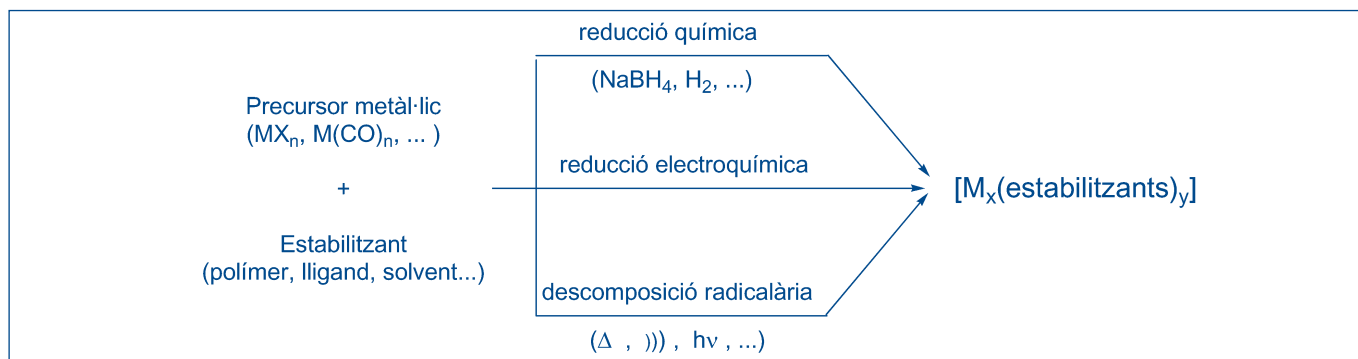 reducció química
(NaBH₄, H₂, ...)
Precursor metàl·lic
(MXₙ, M(CO)ₙ, ... )
+
Estabilitzant
(polímer, lligand, solvent...)
reducció electroquímica
descomposició radicalària
(Δ , ))) , hν , ...)
[Mₓ(estabilitzants)ᵧ]